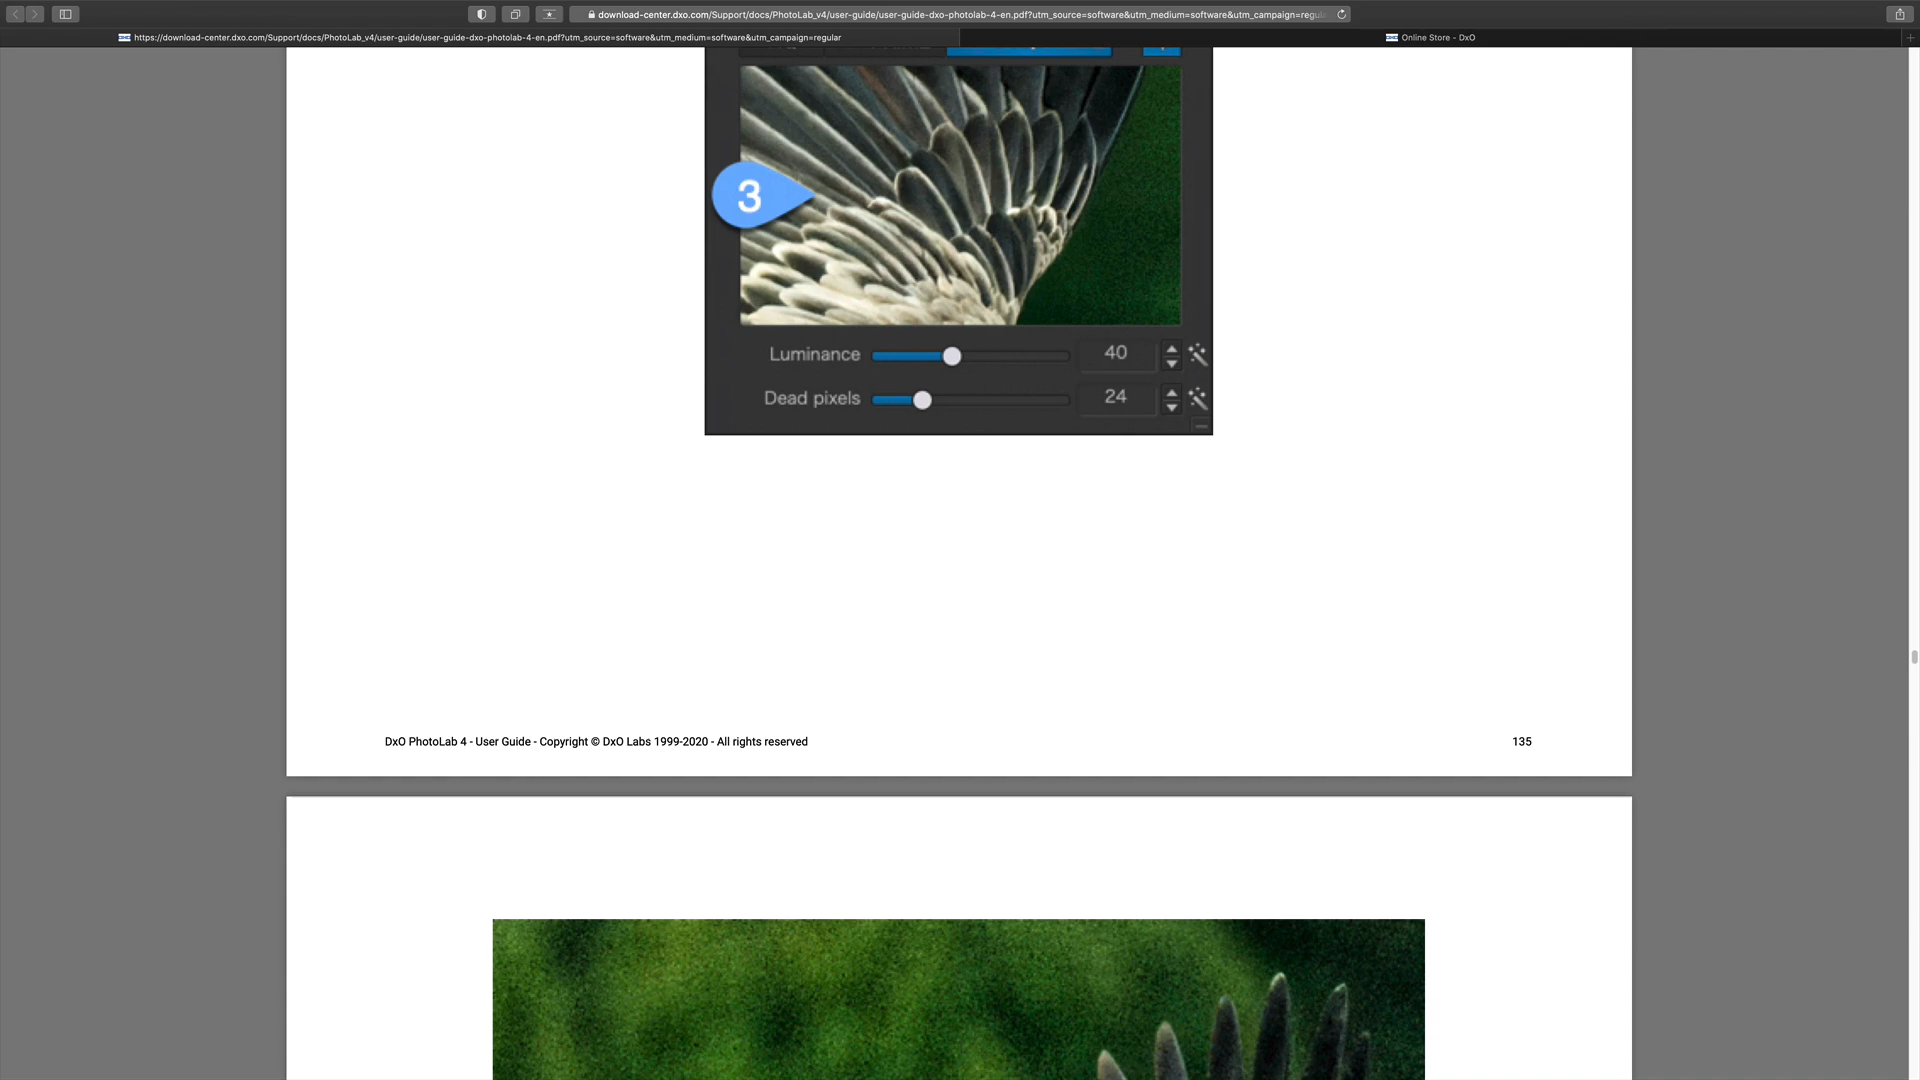 download-center.dxo.com/Support/docs/PhotoLab_v4/user-guide/user-guide-dxo-photolab-4-en.pdf?utm_source=software&utm_medium=software&utm_campaign=regul
https://download-center.dxo.com/Support/docs/PhotoLab_v4/user-guide/user-guide-dxo-photolab-4-en.pdf?utm_source=software&utm_medium=software&utm_campaign=regular
Online Store - DxO
3
Luminance 40
Dead pixels 24
DxO PhotoLab 4 - User Guide - Copyright © DxO Labs 1999-2020 - All rights reserved 135